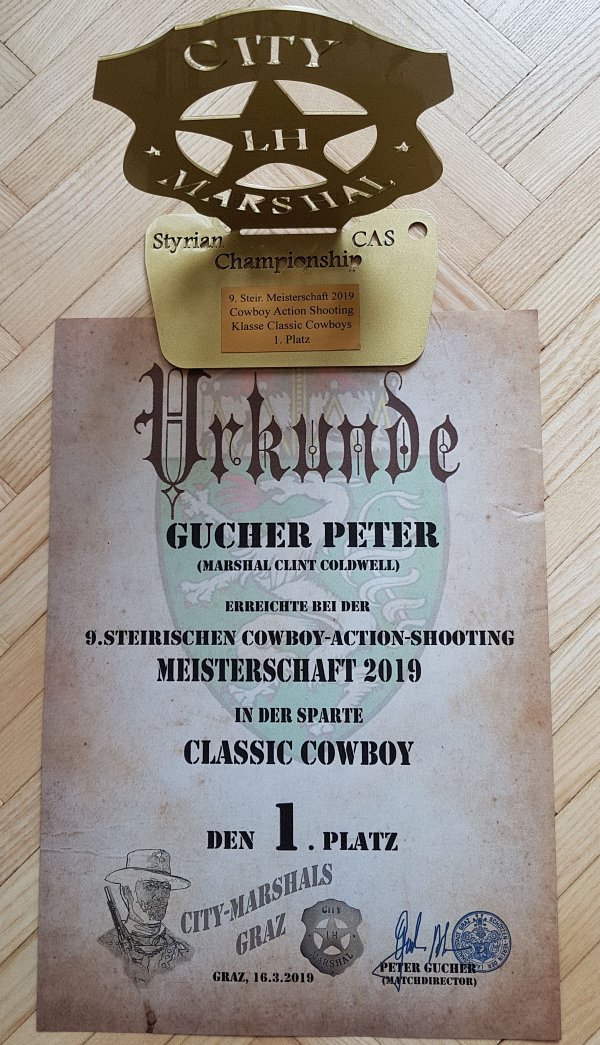 CITY
LH
MARSHAL
Styrian CAS
Championship
9. Steir. Meisterschaft 2019
Cowboy Action Shooting
Klasse Classic Cowboys
1. Platz
Urkunde
GUCHER PETER
(MARSHAL CLINT COLDWELL)
ERREICHTE BEI DER
9.STEIRISCHEN COWBOY-ACTION-SHOOTING
MEISTERSCHAFT 2019
IN DER SPARTE
CLASSIC COWBOY
DEN 1. PLATZ
CITY-MARSHALS
GRAZ
CITY
LH
MARSHAL
GRAZ, 16.3.2019
PETER GUCHER
(MATCHDIRECTOR)